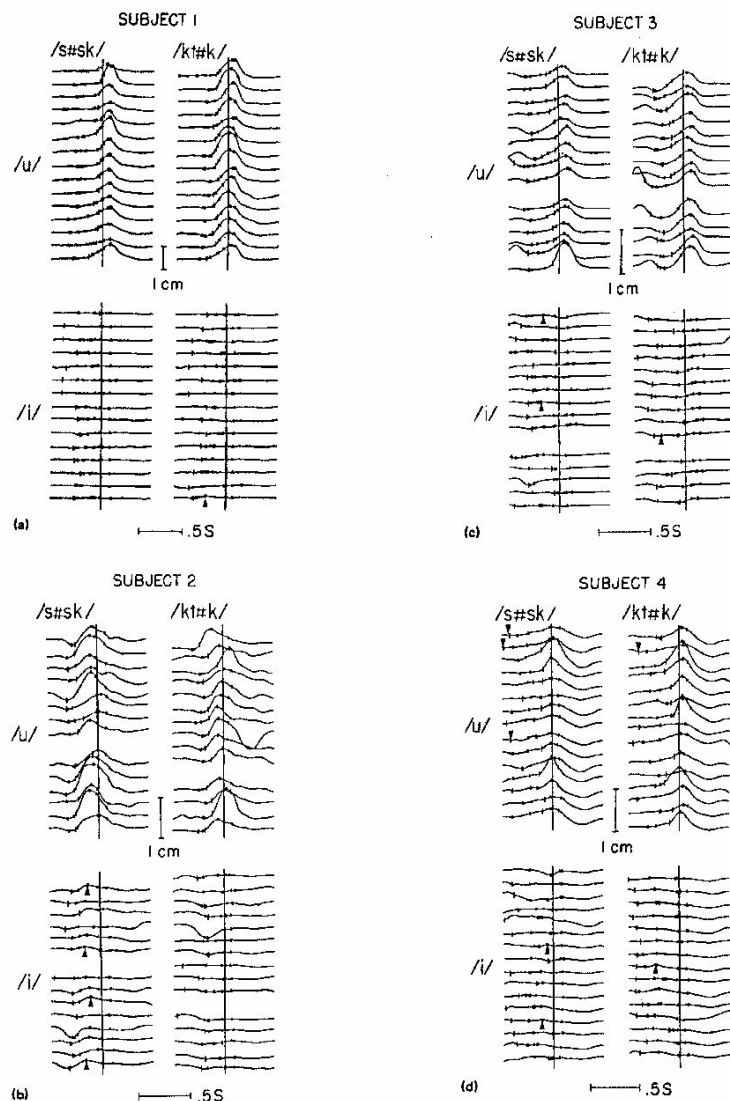 SUBJECT 1
/s#sk/ /kt#k/
/u/
1 cm
/i/
(a) .5S
SUBJECT 3
/s#sk/ /kt#k/
/u/
1 cm
/i/
(c) .5S
SUBJECT 2
/s#sk/ /kt#k/
/u/
1 cm
/i/
(b) .5S
SUBJECT 4
/s#sk/ /kt#k/
/u/
1 cm
/i/
(d) .5S